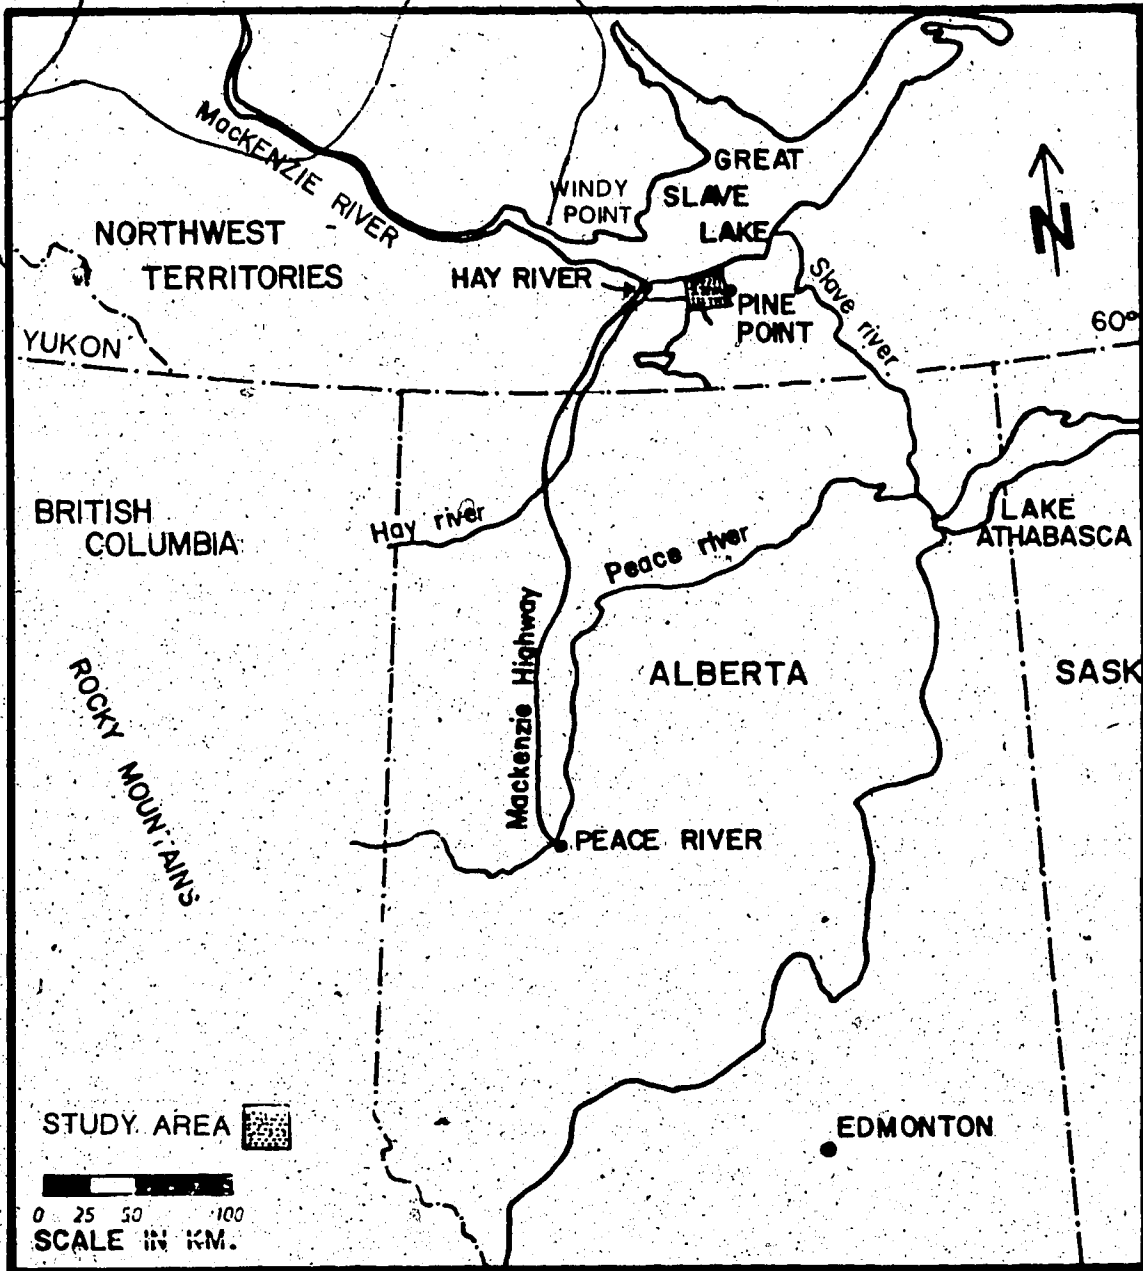 MacKENZIE RIVER
GREAT
SLAVE
LAKE
WINDY
POINT
N
NORTHWEST
TERRITORIES
HAY RIVER
PINE
POINT
Slave river
60°
YUKON
BRITISH
COLUMBIA
Hay river
Peace river
LAKE
ATHABASCA
Mackenzie Highway
ALBERTA
SASK
ROCKY MOUNTAINS
PEACE RIVER
STUDY AREA
EDMONTON
0 25 50 100
SCALE IN KM.